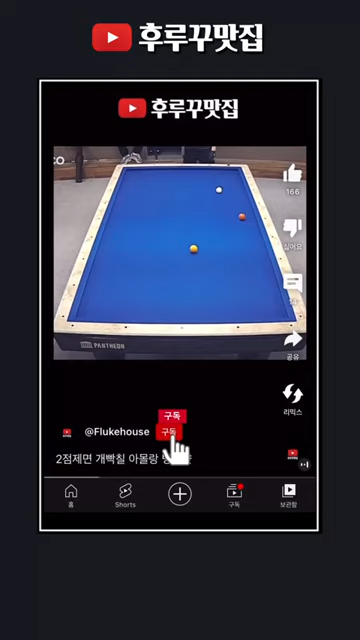 후루꾸맛집
후루꾸맛집
166
싫어요
PANTHEON
공유
리믹스
구독
@Flukehouse
구독
2점제면 개빡칠 아몰랑
홈
Shorts
구독
보관함